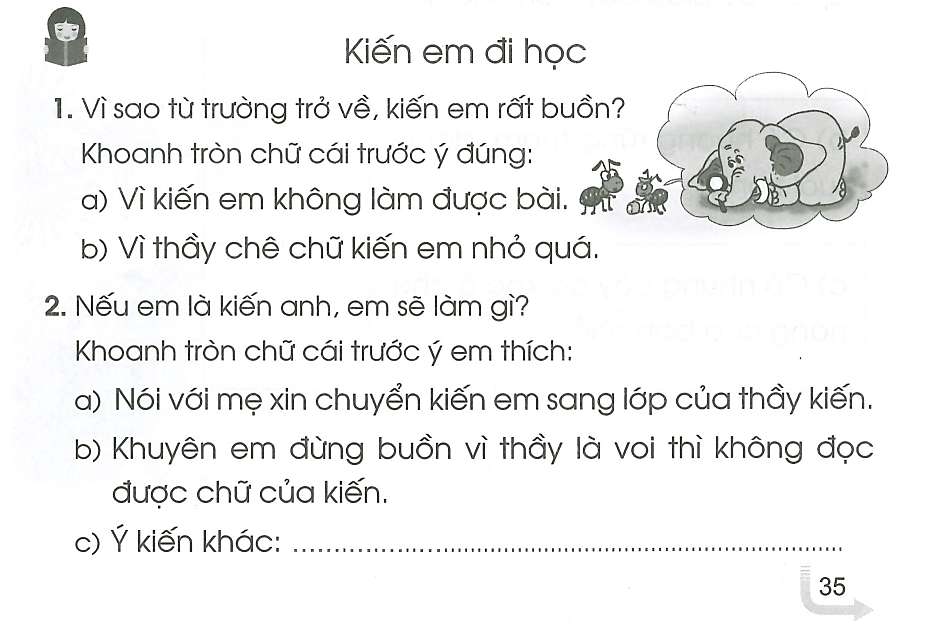 Kiến em đi học
1. Vì sao từ trường trở về, kiến em rất buồn?
Khoanh tròn chữ cái trước ý đúng:
a) Vì kiến em không làm được bài.
b) Vì thầy chê chữ kiến em nhỏ quá.
2. Nếu em là kiến anh, em sẽ làm gì?
Khoanh tròn chữ cái trước ý em thích:
a) Nói với mẹ xin chuyển kiến em sang lớp của thầy kiến.
b) Khuyên em đừng buồn vì thầy là voi thì không đọc
được chữ của kiến.
c) Ý kiến khác: ..............................................................................
35